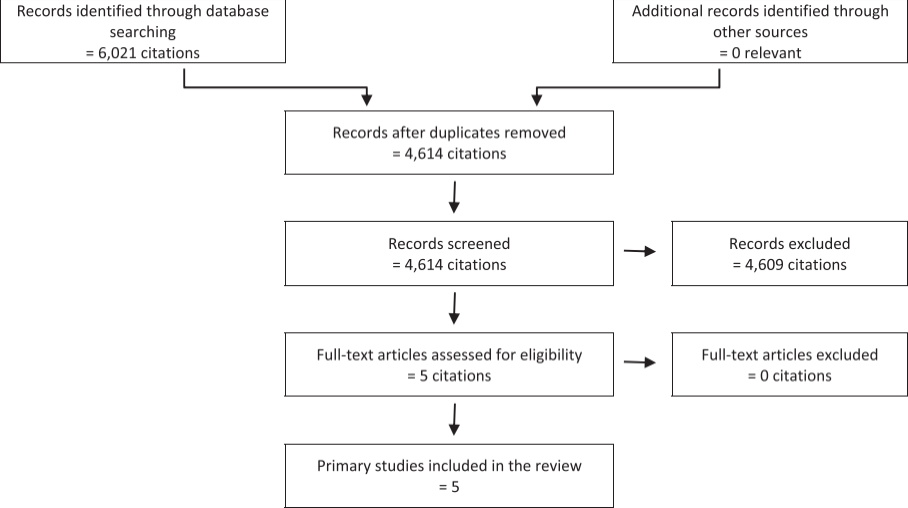 Records identified through database
searching
= 6,021 citations
Additional records identified through
other sources
= 0 relevant
Records after duplicates removed
= 4,614 citations
Records screened
= 4,614 citations
Records excluded
= 4,609 citations
Full-text articles assessed for eligibility
= 5 citations
Full-text articles excluded
= 0 citations
Primary studies included in the review
= 5